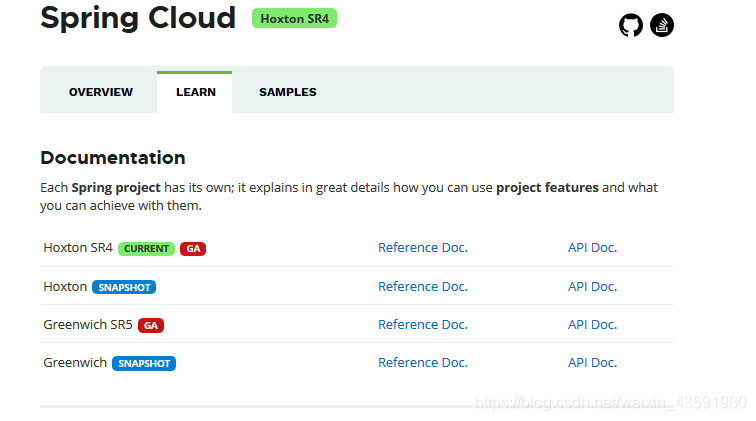 Spring Cloud Hoxton SR4
OVERVIEW LEARN SAMPLES
Documentation
Each Spring project has its own; it explains in great details how you can use project features and what
you can achieve with them.
Hoxton SR4 CURRENT GA Reference Doc. API Doc.
Hoxton SNAPSHOT Reference Doc. API Doc.
Greenwich SR5 GA Reference Doc. API Doc.
Greenwich SNAPSHOT Reference Doc. API Doc.
https://blog.csdn.net/weixin_43591980